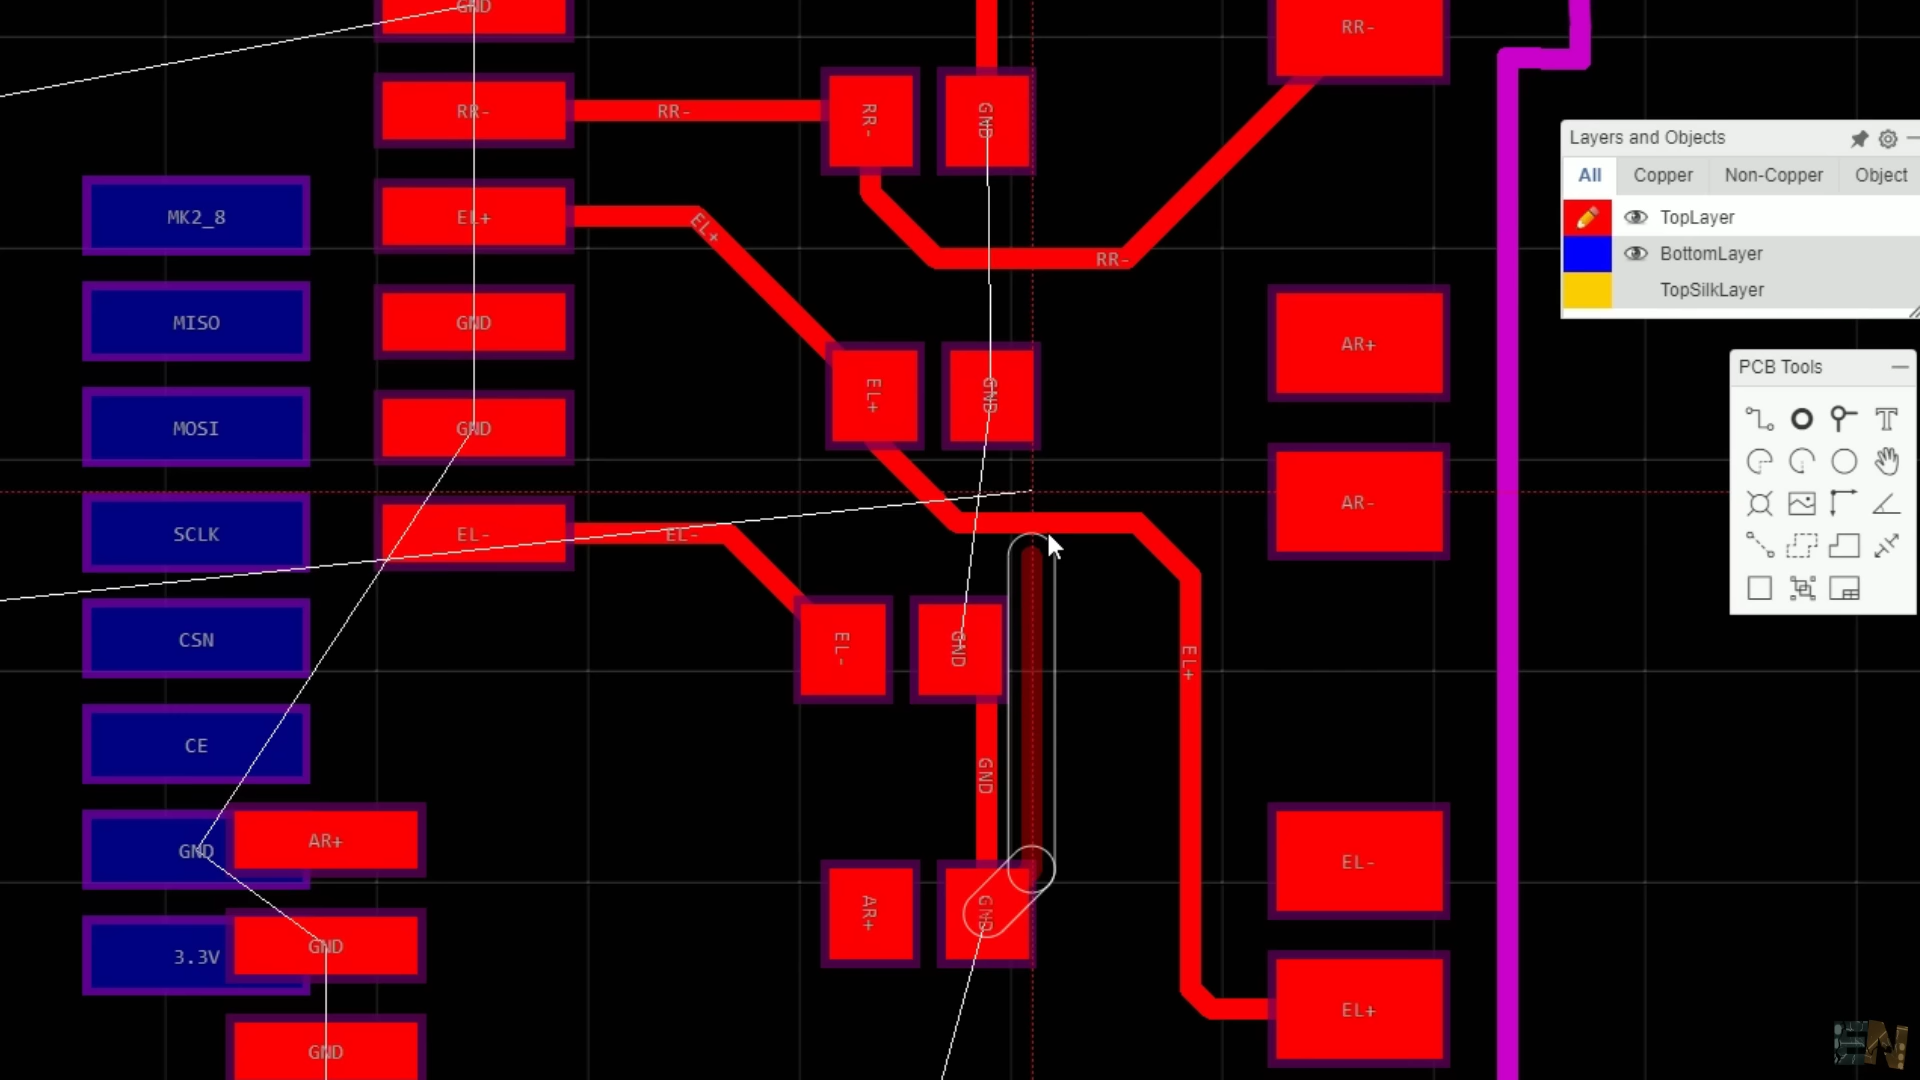 GND
RR-
RR-
RR-
RR-
GND
MK2_8
EL+
EL+
RR-
MISO
GND
AR+
EL+
GND
MOSI
GND
AR-
SCLK
EL-
EL-
CSN
EL-
GND
EL+
CE
GND
GND
AR+
EL-
AR+
GND
3.3V
GND
EL+
GND
Layers and Objects
All Copper Non-Copper Object
TopLayer
BottomLayer
TopSilkLayer
PCB Tools
T
EN